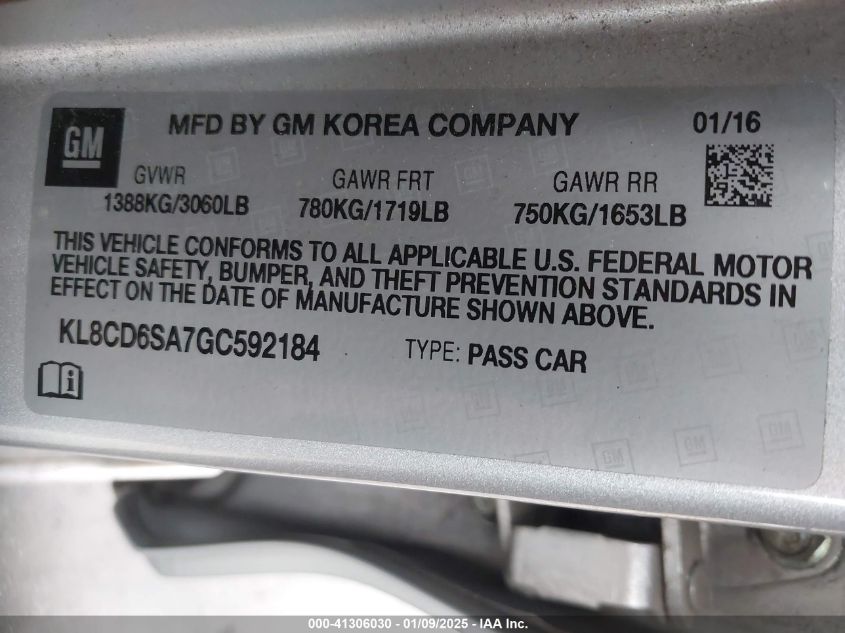 GM
MFD BY GM KOREA COMPANY 01/16
GVWR GAWR FRT GAWR RR
1388KG/3060LB 780KG/1719LB 750KG/1653LB
THIS VEHICLE CONFORMS TO ALL APPLICABLE U.S. FEDERAL MOTOR
VEHICLE SAFETY, BUMPER, AND THEFT PREVENTION STANDARDS IN
EFFECT ON THE DATE OF MANUFACTURE SHOWN ABOVE.
KL8CD6SA7GC592184 TYPE: PASS CAR
000-41306030 - 01/09/2025 - IAA Inc.